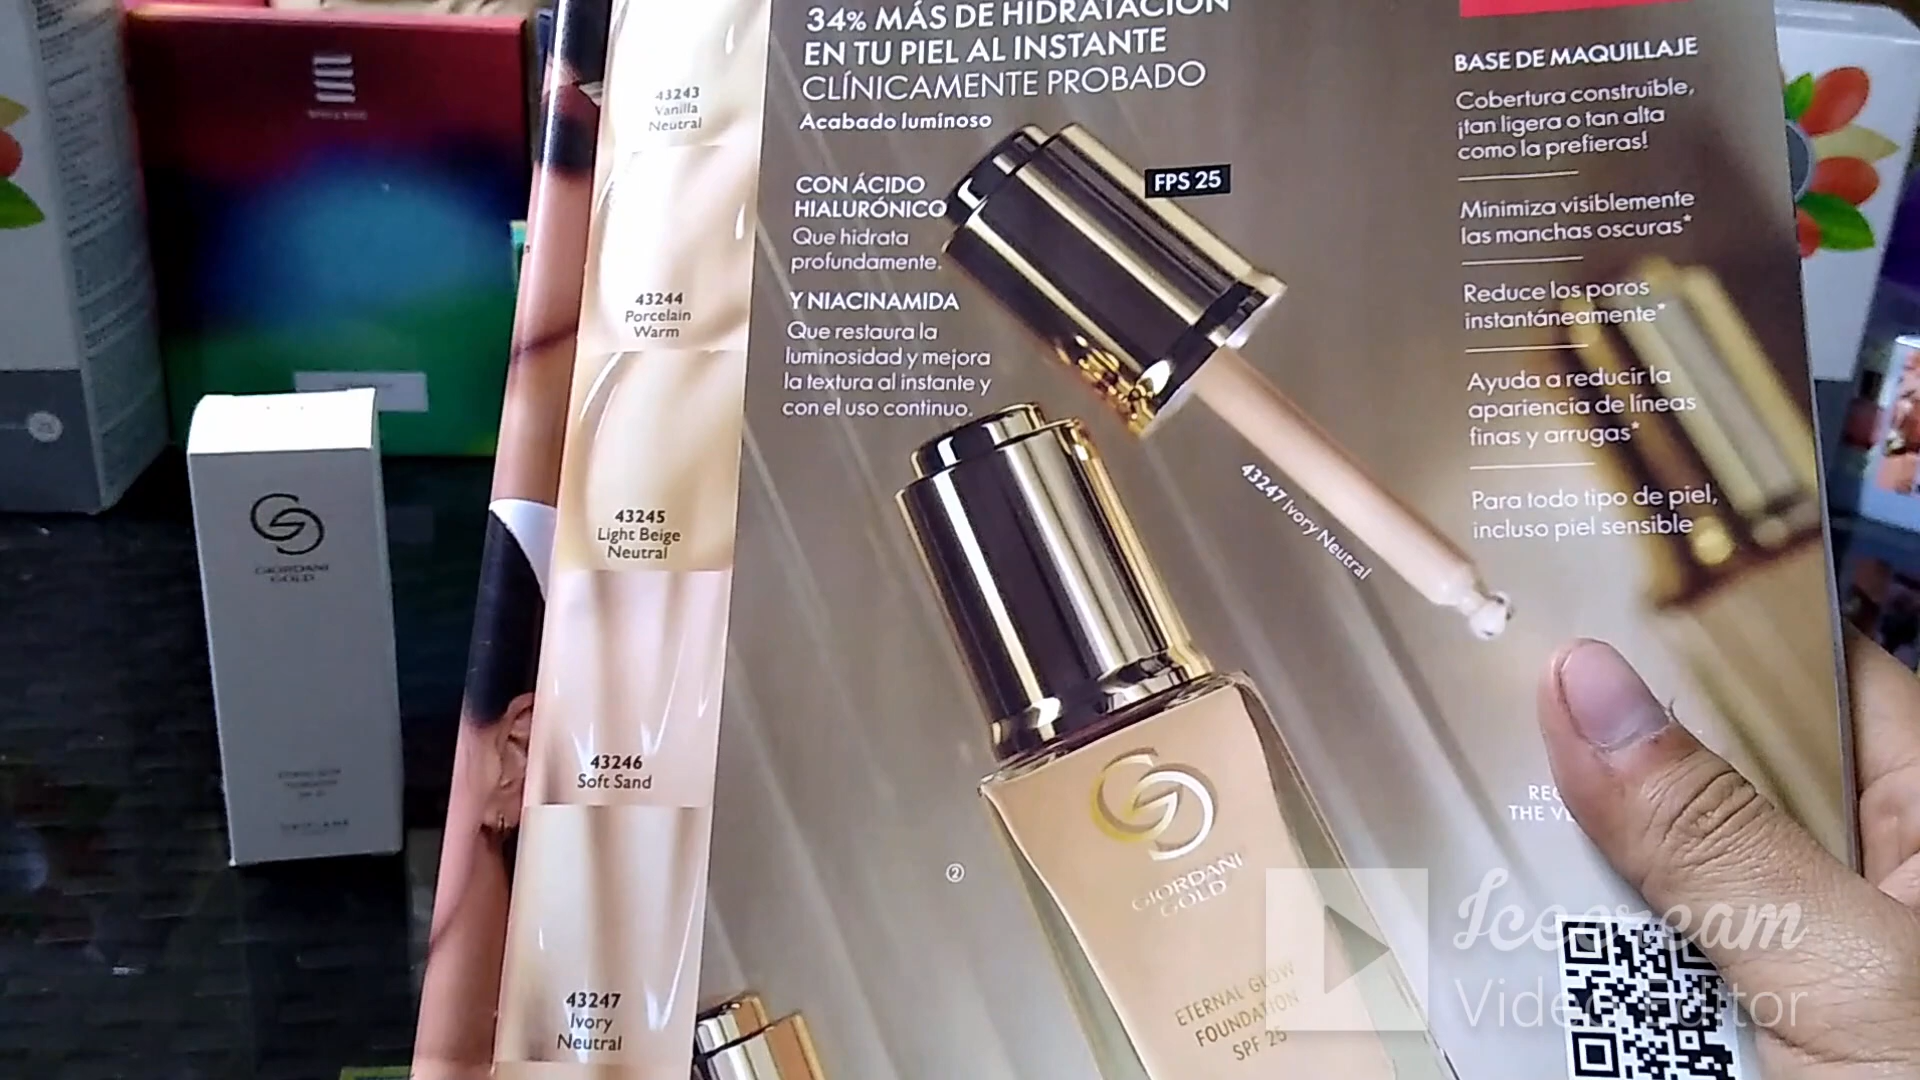 34% MÁS DE HIDRATACIÓN
EN TU PIEL AL INSTANTE
CLÍNICAMENTE PROBADO
Acabado luminoso
CON ÁCIDO
HIALURÓNICO
Que hidrata
profundamente.
Y NIACINAMIDA
Que restaura la
luminosidad y mejora
la textura al instante y
con el uso continuo.
FPS 25
BASE DE MAQUILLAJE
Cobertura construible,
¡tan ligera o tan alta
como la prefieras!
Minimiza visiblemente
las manchas oscuras*
Reduce los poros
instantáneamente*
Ayuda a reducir la
apariencia de líneas
finas y arrugas*
Para todo tipo de piel,
incluso piel sensible
43243
Vanilla
Neutral
43244
Porcelain
Warm
43245
Light Beige
Neutral
43246
Soft Sand
43247
Ivory
Neutral
43247 Ivory Neutral
②
GIORDANI
GOLD
ETERNAL GLOW
FOUNDATION
SPF 25
THE
GIORDANI
GOLD
Icecream
Video Editor